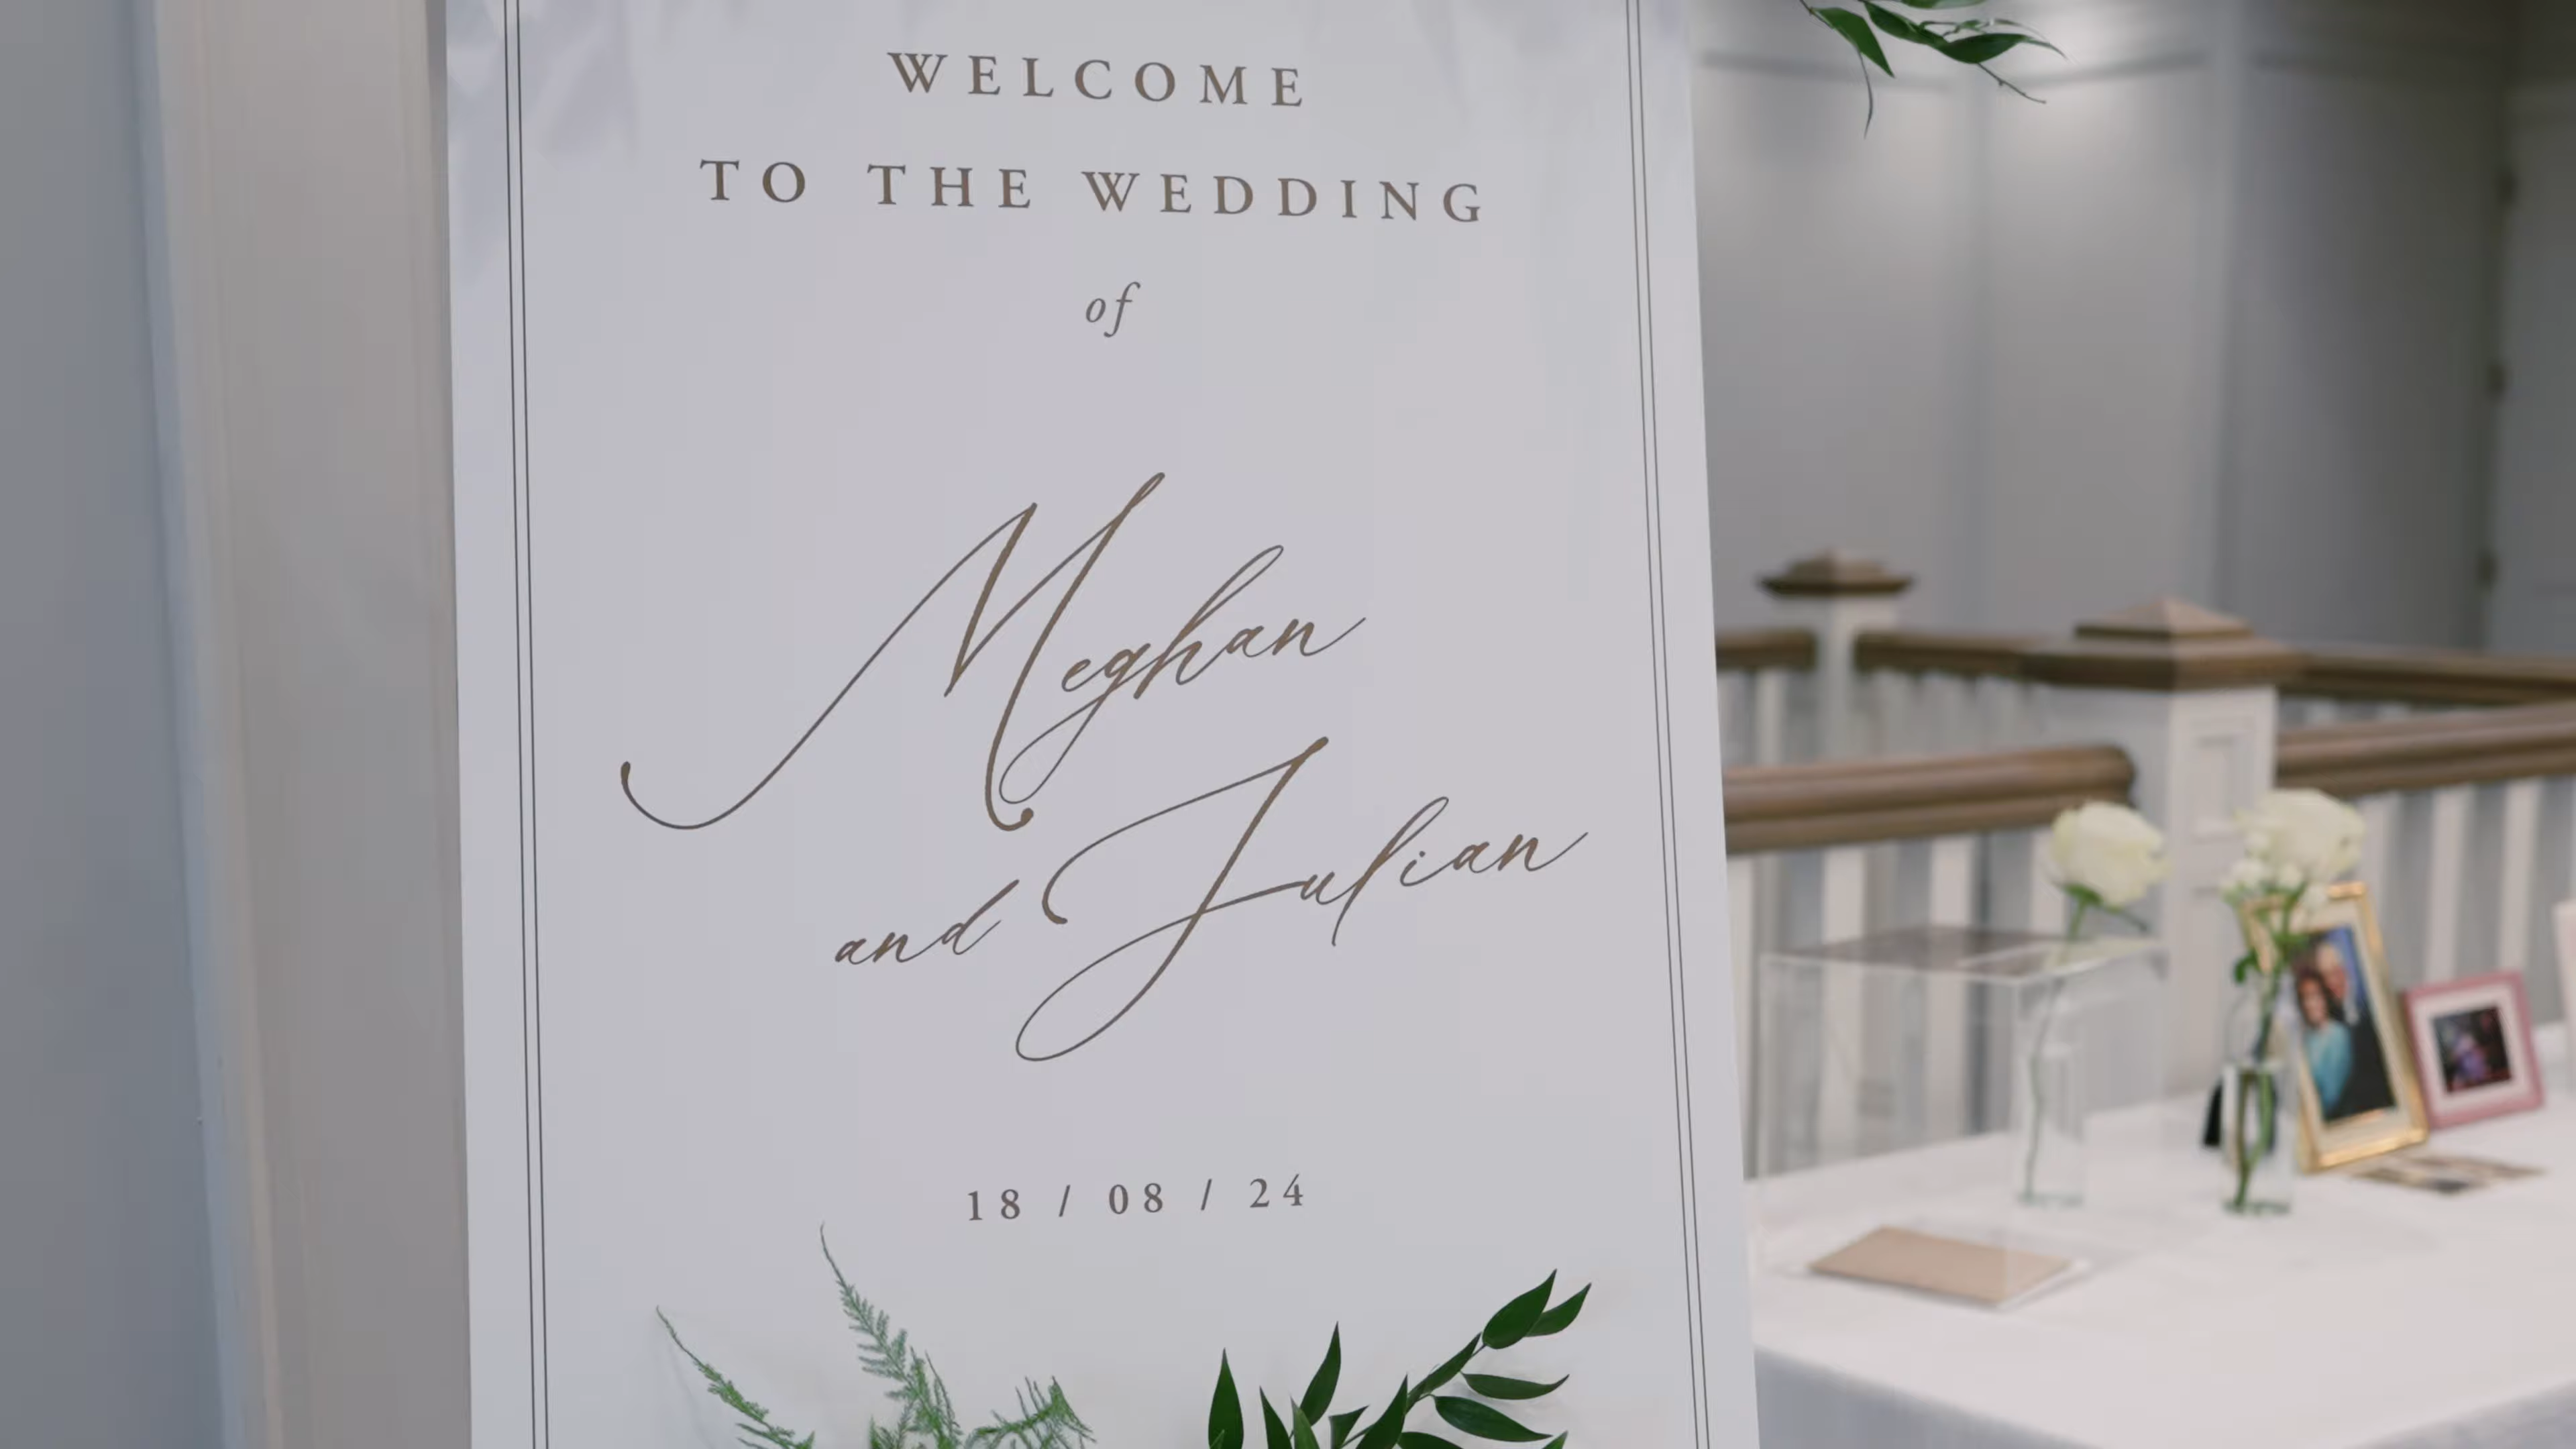 WELCOME
TO THE WEDDING
of
Meghan
and Julian
18 / 08 / 24